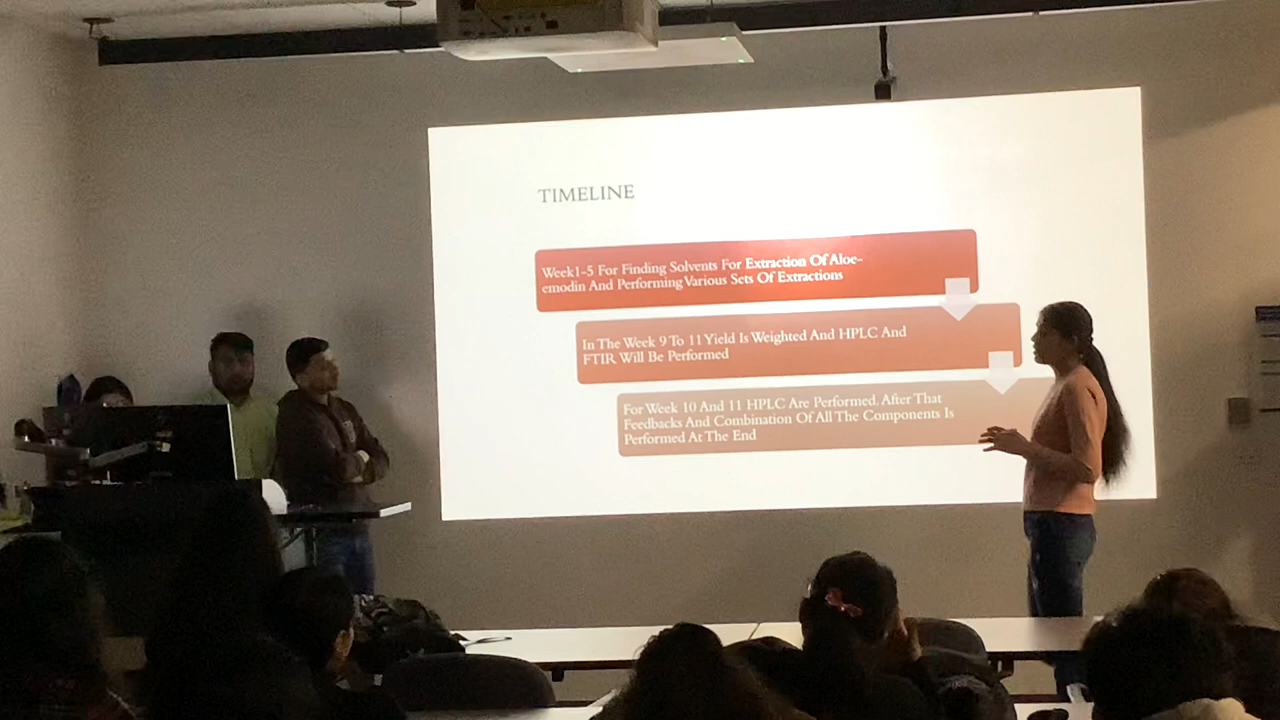 TIMELINE
Week1-5 For Finding Solvents For Extraction Of Aloe-
emodin And Performing Various Sets Of Extractions
In The Week 9 To 11 Yield Is Weighted And HPLC And
FTIR Will Be Performed
For Week 10 And 11 HPLC Are Performed. After That
Feedbacks And Combination Of All The Components Is
Performed At The End